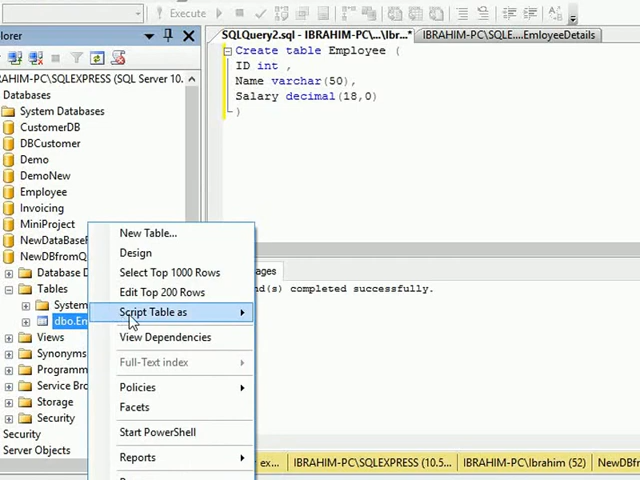 Execute
SQLQuery2.sql - IBRAHIM-PC\...\Ibr...* IBRAHIM-PC\SQLE....EmloyeeDetails
Create table Employee (
ID int ,
Name varchar(50),
Salary decimal(18,0)
)
lorer
IBRAHIM-PC\SQLEXPRESS (SQL Server 10.
Databases
System Databases
CustomerDB
DBCustomer
Demo
DemoNew
Employee
Invoicing
MiniProject
NewDataBaseF
NewDBfromQ
Database D
Tables
System
dbo.Em
Views
Synonyms
Programm
Service Bro
Storage
Security
Security
Server Objects
New Table...
Design
Select Top 1000 Rows
Edit Top 200 Rows
Script Table as
View Dependencies
Full-Text index
Policies
Facets
Start PowerShell
Reports
ages
nd(s) completed successfully.
ex... IBRAHIM-PC\SQLEXPRESS (10.5... IBRAHIM-PC\Ibrahim (52) NewDBfr